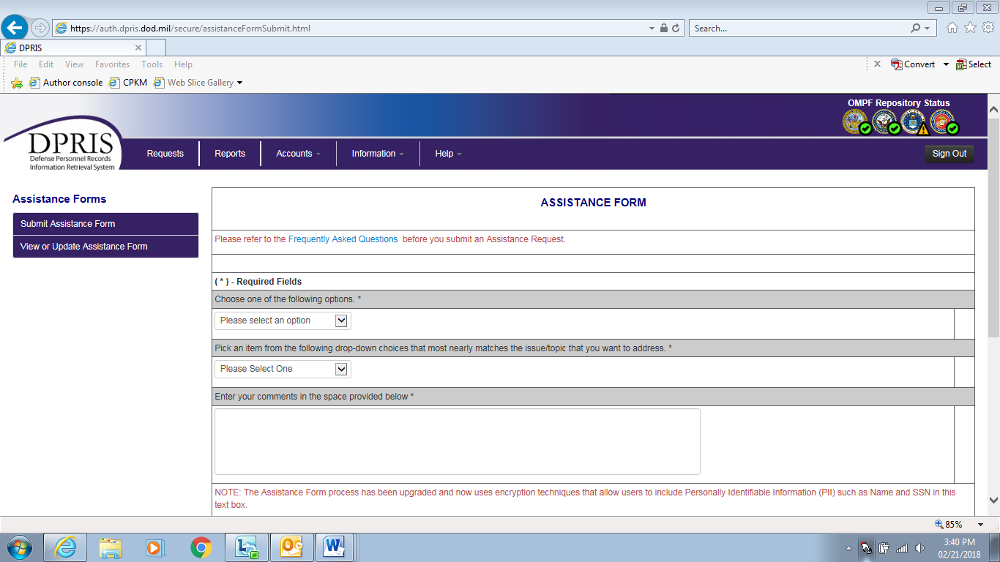 https://auth.dpris.dod.mil/secure/assistanceFormSubmit.html
Search...
DPRIS
File Edit View Favorites Tools Help
Convert Select
Author console CPKM Web Slice Gallery
OMPF Repository Status
DPRIS
Defense Personnel Records
Information Retrieval System
Requests Reports Accounts Information Help Sign Out
Assistance Forms
Submit Assistance Form
View or Update Assistance Form
ASSISTANCE FORM
Please refer to the Frequently Asked Questions before you submit an Assistance Request.
( * ) - Required Fields
Choose one of the following options. *
Please select an option
Pick an item from the following drop-down choices that most nearly matches the issue/topic that you want to address. *
Please Select One
Enter your comments in the space provided below *
NOTE: The Assistance Form process has been upgraded and now uses encryption techniques that allow users to include Personally Identifiable Information (PII) such as Name and SSN in this
text box.
85%
3:40 PM
02/21/2018